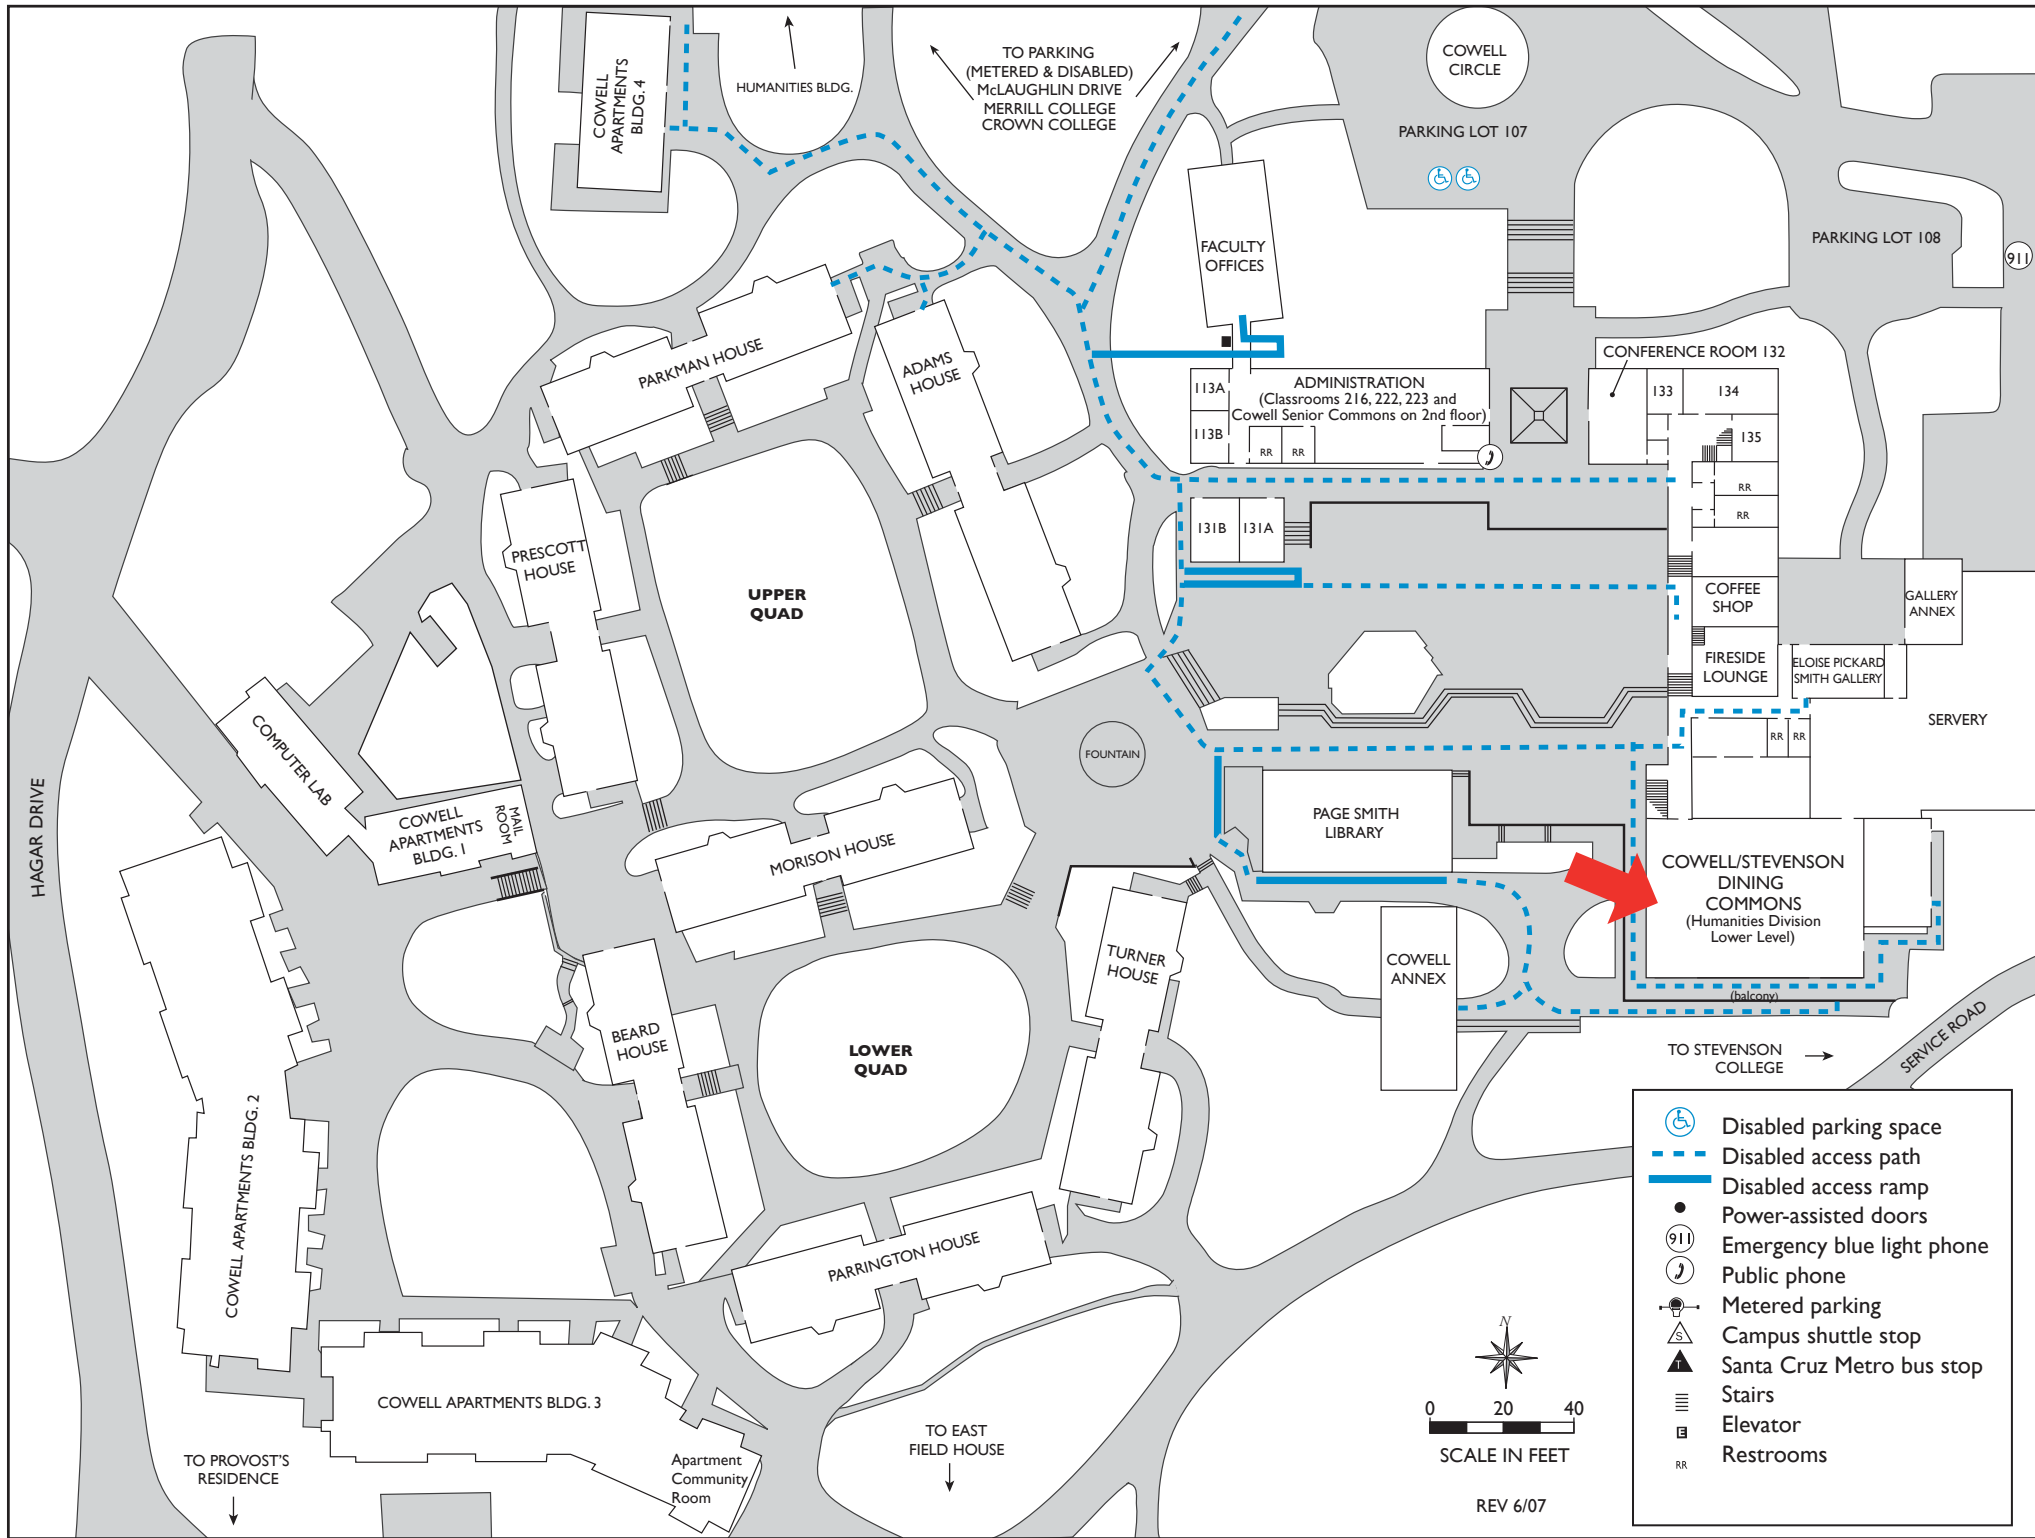 COWELL
APARTMENTS
BLDG. 4
HUMANITIES BLDG.
TO PARKING
(METERED & DISABLED)
McLAUGHLIN DRIVE
MERRILL COLLEGE
CROWN COLLEGE
COWELL
CIRCLE
PARKING LOT 107
PARKING LOT 108
911
FACULTY
OFFICES
PARKMAN HOUSE
ADAMS
HOUSE
113A
113B
ADMINISTRATION
(Classrooms 216, 222, 223 and
Cowell Senior Commons on 2nd floor)
RR
RR
CONFERENCE ROOM 132
133
134
135
RR
RR
131B
131A
PRESCOTT
HOUSE
UPPER
QUAD
COFFEE
SHOP
GALLERY
ANNEX
FIRESIDE
LOUNGE
ELOISE PICKARD
SMITH GALLERY
SERVERY
RR
RR
COMPUTER LAB
FOUNTAIN
HAGAR DRIVE
COWELL
APARTMENTS
BLDG. 1
MAIL
ROOM
MORISON HOUSE
PAGE SMITH
LIBRARY
COWELL/STEVENSON
DINING
COMMONS
(Humanities Division
Lower Level)
(balcony)
TURNER
HOUSE
COWELL
ANNEX
BEARD
HOUSE
LOWER
QUAD
TO STEVENSON
COLLEGE
SERVICE ROAD
COWELL APARTMENTS BLDG. 2
PARRINGTON HOUSE
COWELL APARTMENTS BLDG. 3
Apartment
Community
Room
TO PROVOST'S
RESIDENCE
TO EAST
FIELD HOUSE
N
0 20 40
SCALE IN FEET
REV 6/07
Disabled parking space
Disabled access path
Disabled access ramp
Power-assisted doors
911 Emergency blue light phone
Public phone
Metered parking
S Campus shuttle stop
T Santa Cruz Metro bus stop
Stairs
E Elevator
RR Restrooms